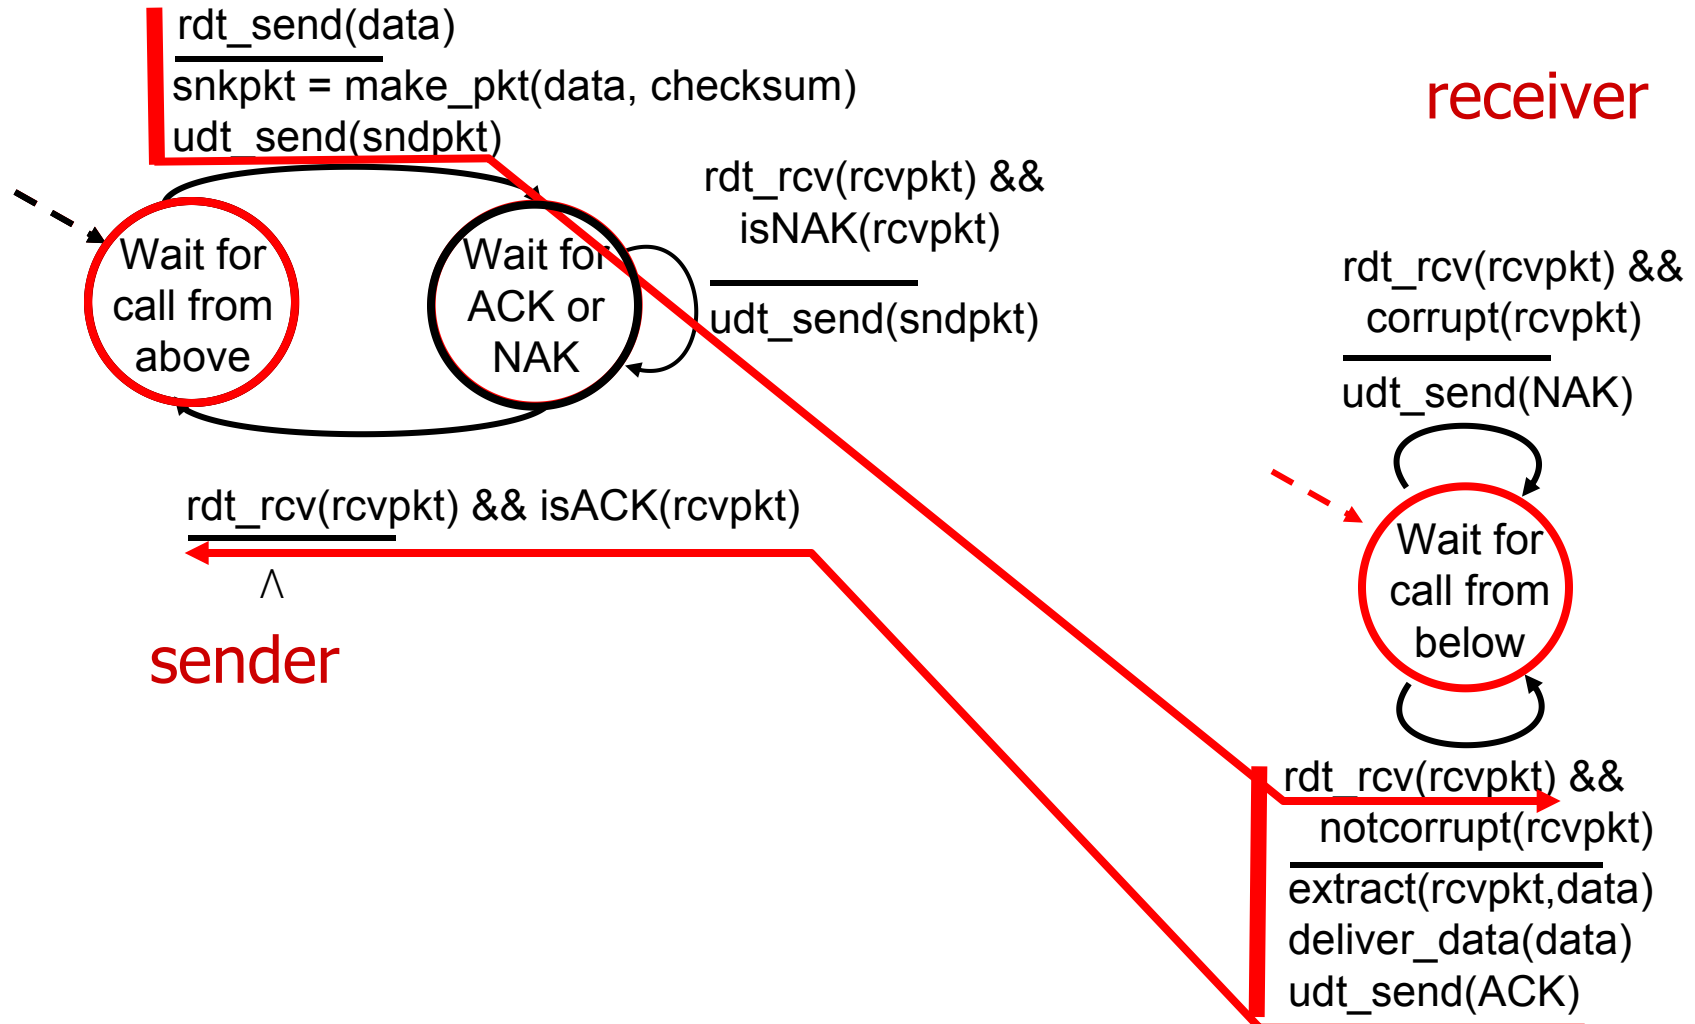 rdt_send(data)
snkpkt = make_pkt(data, checksum)
udt_send(sndpkt)
receiver
rdt_rcv(rcvpkt) &&
isNAK(rcvpkt)
udt_send(sndpkt)
Wait for
call from
above
Wait for
ACK or
NAK
rdt_rcv(rcvpkt) &&
corrupt(rcvpkt)
udt_send(NAK)
rdt_rcv(rcvpkt) && isACK(rcvpkt)
Λ
sender
Wait for
call from
below
rdt_rcv(rcvpkt) &&
notcorrupt(rcvpkt)
extract(rcvpkt,data)
deliver_data(data)
udt_send(ACK)